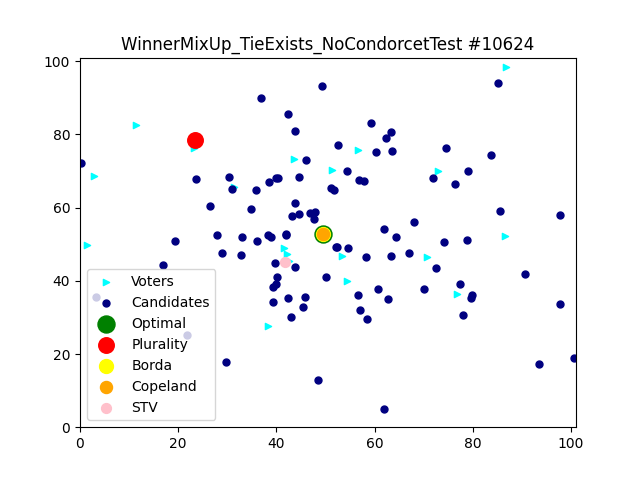 WinnerMixUp_TieExists_NoCondorcetTest #10624
100
80
60
40
20
0
Voters
Candidates
Optimal
Plurality
Borda
Copeland
STV
0 20 40 60 80 100